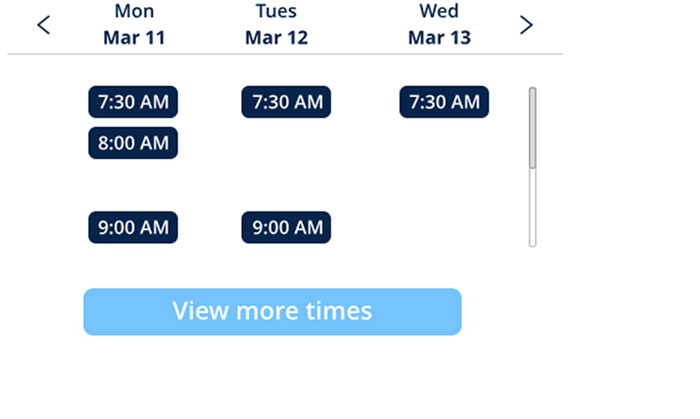 Mon Tues Wed
Mar 11 Mar 12 Mar 13
7:30 AM 7:30 AM 7:30 AM
8:00 AM
9:00 AM 9:00 AM
View more times